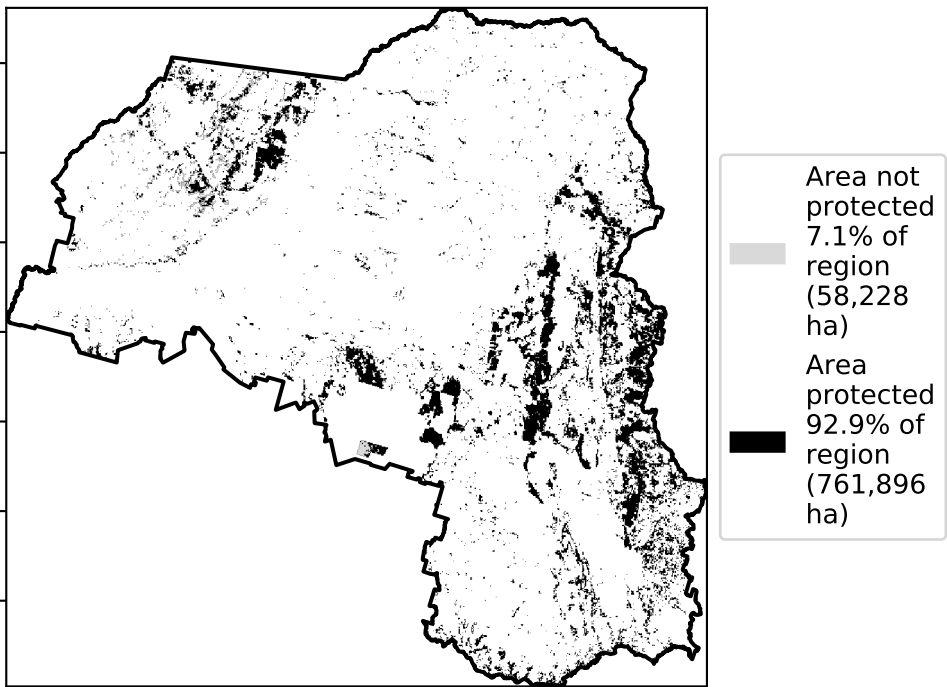 Area not
protected
7.1% of
region
(58,228
ha)
Area
protected
92.9% of
region
(761,896
ha)